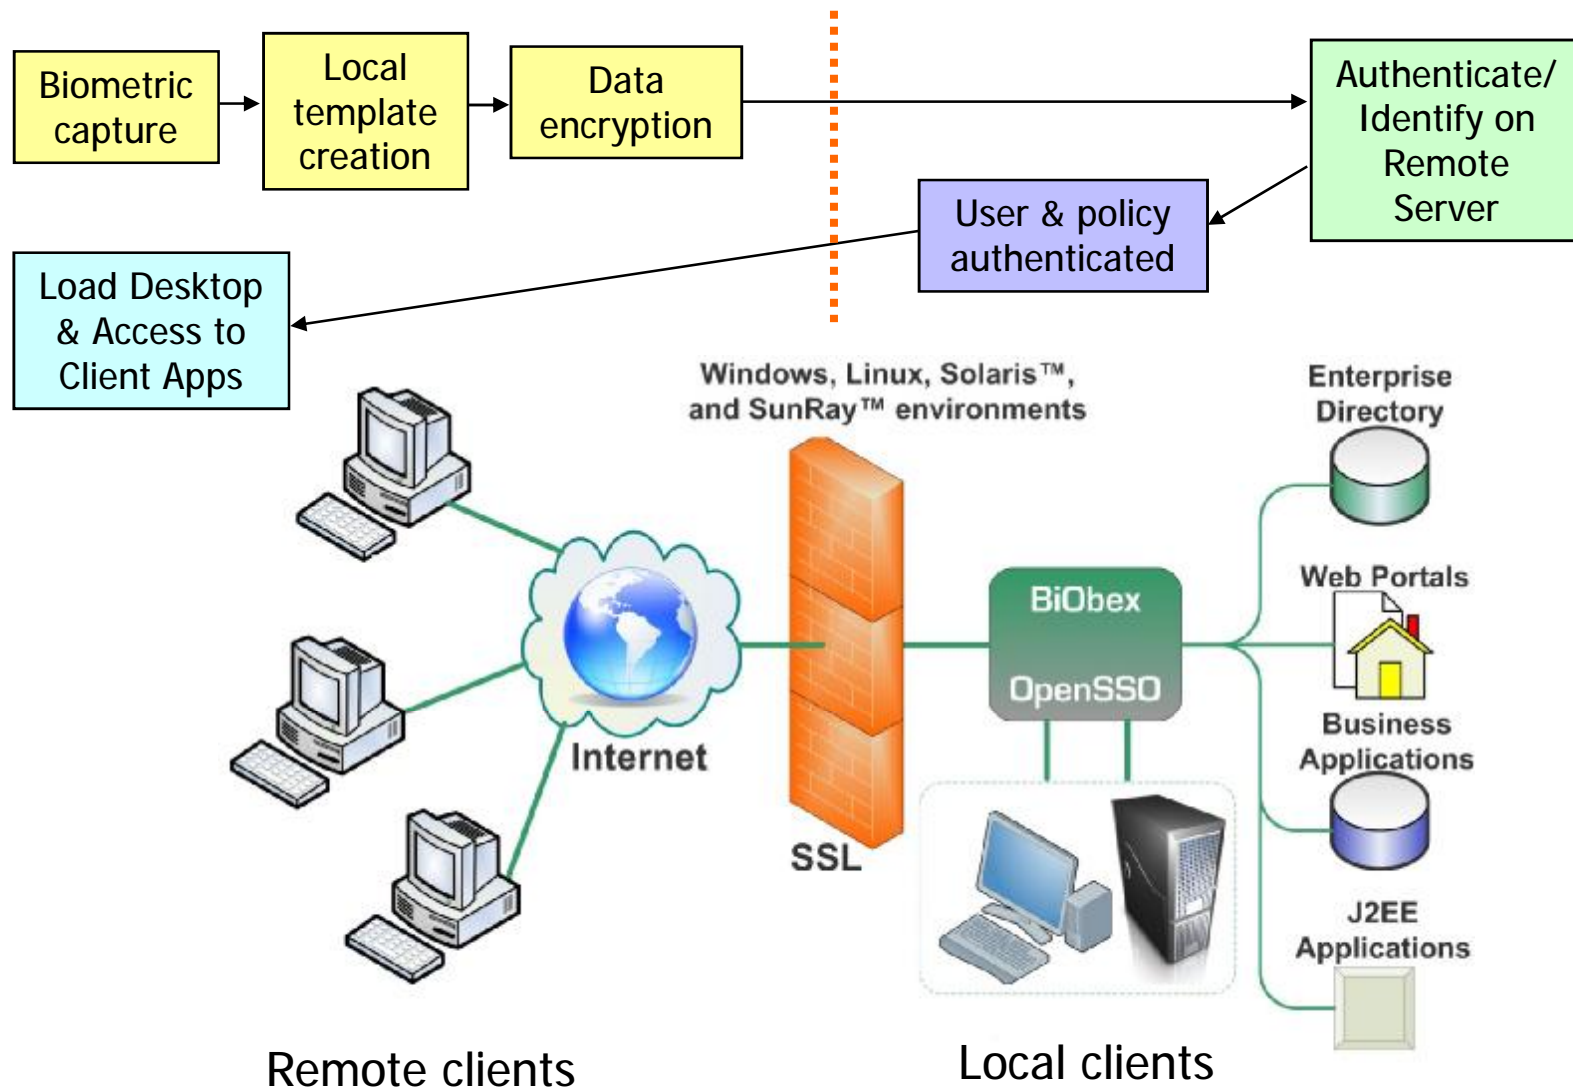 Biometric
capture
Local
template
creation
Data
encryption
Authenticate/
Identify on
Remote
Server
User & policy
authenticated
Load Desktop
& Access to
Client Apps
Windows, Linux, Solaris™,
and SunRay™ environments
Enterprise
Directory
BiObex
OpenSSO
Web Portals
Internet
Business
Applications
SSL
J2EE
Applications
Remote clients
Local clients